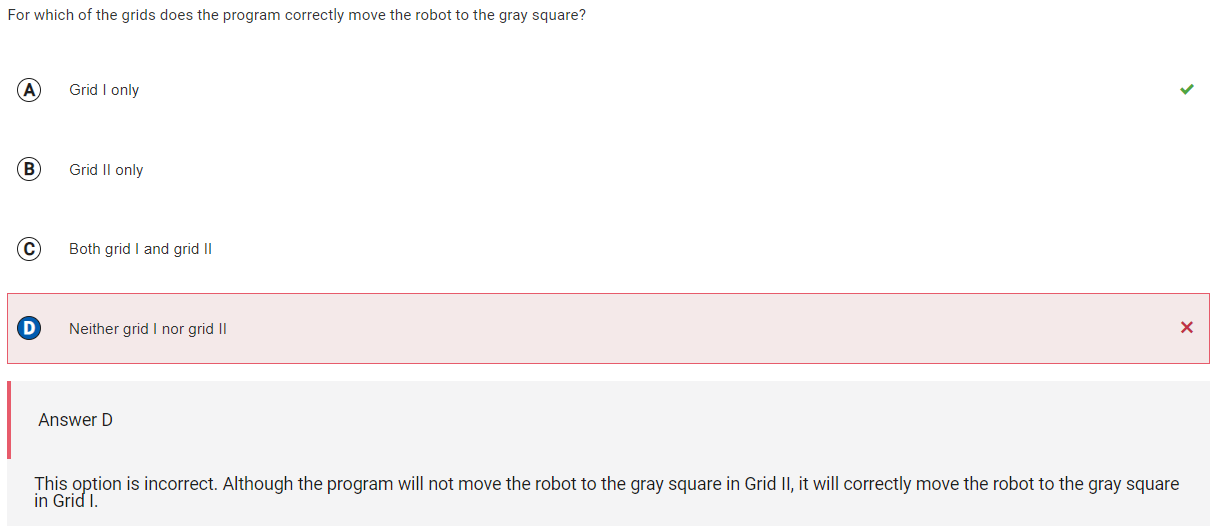 For which of the grids does the program correctly move the robot to the gray square?
A Grid I only
B Grid II only
C Both grid I and grid II
D Neither grid I nor grid II
Answer D
This option is incorrect. Although the program will not move the robot to the gray square in Grid II, it will correctly move the robot to the gray square
in Grid I.